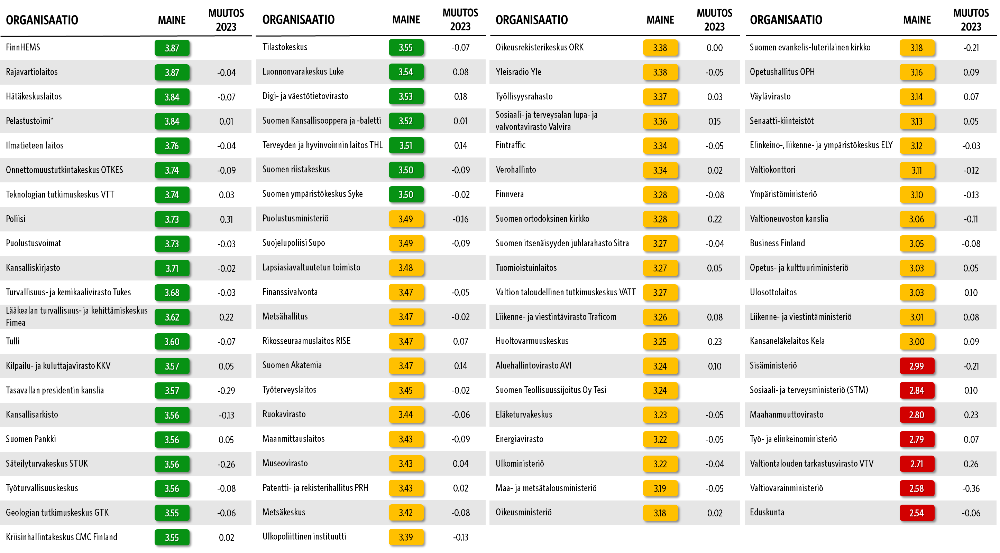 ORGANISAATIO MAINE MUUTOS 2023
FinnHEMS 3.87
Rajavartiolaitos 3.87 -0.04
Hätäkeskuslaitos 3.84 -0.07
Pelastustoimi* 3.84 0.01
Ilmatieteen laitos 3.76 -0.04
Onnettomuustutkintakeskus OTKES 3.74 -0.09
Teknologian tutkimuskeskus VTT 3.74 0.03
Poliisi 3.73 0.31
Puolustusvoimat 3.73 -0.03
Kansalliskirjasto 3.71 -0.02
Turvallisuus- ja kemikaalivirasto Tukes 3.68 -0.03
Lääkealan turvallisuus- ja kehittämiskeskus
Fimea 3.62 0.22
Tulli 3.60 -0.07
Kilpailu- ja kuluttajavirasto KKV 3.57 0.05
Tasavallan presidentin kanslia 3.57 -0.29
Kansallisarkisto 3.56 -0.13
Suomen Pankki 3.56 0.05
Säteilyturvakeskus STUK 3.56 -0.26
Työturvallisuuskeskus 3.56 -0.08
Geologian tutkimuskeskus GTK 3.55 -0.06
Kriisinhallintakeskus CMC Finland 3.55 0.02
ORGANISAATIO MAINE MUUTOS 2023
Tilastokeskus 3.55 -0.07
Luonnonvarakeskus Luke 3.54 0.08
Digi- ja väestötietovirasto 3.53 0.18
Suomen Kansallisooppera ja -baletti 3.52 0.01
Terveyden ja hyvinvoinnin laitos THL 3.51 0.14
Suomen riistakeskus 3.50 -0.09
Suomen ympäristökeskus Syke 3.50 -0.02
Puolustusministeriö 3.49 -0.16
Suojelupoliisi Supo 3.49 -0.09
Lapsiasiavaltuutetun toimisto 3.48
Finanssivalvonta 3.47 -0.05
Metsähallitus 3.47 -0.02
Rikosseuraamuslaitos RISE 3.47 0.07
Suomen Akatemia 3.47 0.14
Työterveyslaitos 3.45 -0.02
Ruokavirasto 3.44 -0.06
Maanmittauslaitos 3.43 -0.09
Museovirasto 3.43 0.04
Patentti- ja rekisterihallitus PRH 3.43 0.02
Metsäkeskus 3.42 -0.08
Ulkopoliittinen instituutti 3.39 -0.13
ORGANISAATIO MAINE MUUTOS 2023
Oikeusrekisterikeskus ORK 3.38 0.00
Yleisradio Yle 3.38 -0.05
Työllisyysrahasto 3.37 0.03
Sosiaali- ja terveysalan lupa- ja
valvontavirasto Valvira 3.36 0.15
Fintraffic 3.34 -0.05
Verohallinto 3.34 0.02
Finnvera 3.28 -0.08
Suomen ortodoksinen kirkko 3.28 0.22
Suomen itsenäisyyden juhlarahasto Sitra 3.27 -0.04
Tuomioistuinlaitos 3.27 0.05
Valtion taloudellinen tutkimuskeskus VATT 3.27
Liikenne- ja viestintävirasto Traficom 3.26 0.08
Huoltovarmuuskeskus 3.25 0.23
Aluehallintovirasto AVI 3.24 0.10
Suomen Teollisuussijoitus Oy Tesi 3.24
Eläketurvakeskus 3.23 -0.05
Energiavirasto 3.22 -0.05
Ulkoministeriö 3.22 -0.04
Maa- ja metsätalousministeriö 3.19 -0.05
Oikeusministeriö 3.18 0.02
ORGANISAATIO MAINE MUUTOS 2023
Suomen evankelis-luterilainen kirkko 3.18 -0.21
Opetushallitus OPH 3.16 0.09
Väylävirasto 3.14 0.07
Senaatti-kiinteistöt 3.13 0.05
Elinkeino-, liikenne- ja ympäristökeskus ELY 3.12 -0.03
Valtiokonttori 3.11 -0.12
Ympäristöministeriö 3.10 -0.13
Valtioneuvoston kanslia 3.06 -0.11
Business Finland 3.05 -0.08
Opetus- ja kulttuuriministeriö 3.03 0.05
Ulosottolaitos 3.03 0.10
Liikenne- ja viestintäministeriö 3.01 0.08
Kansaneläkelaitos Kela 3.00 0.09
Sisäministeriö 2.99 -0.21
Sosiaali- ja terveysministeriö (STM) 2.84 0.10
Maahanmuuttovirasto 2.80 0.23
Työ- ja elinkeinoministeriö 2.79 0.07
Valtiontalouden tarkastusvirasto VTV 2.71 0.26
Valtiovarainministeriö 2.58 -0.36
Eduskunta 2.54 -0.06